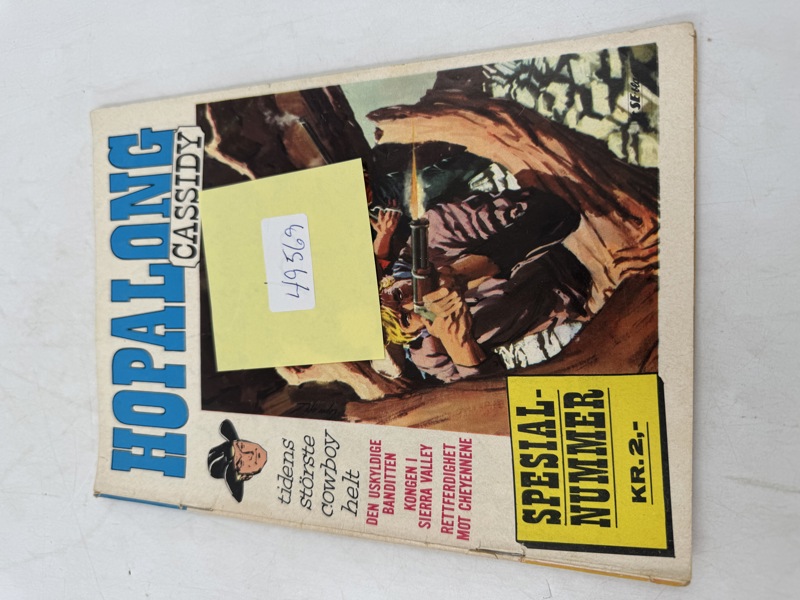 HOPALONG
CASSIDY
49569
tidens
störste
cowboy
helt
DEN USKYLDIGE
BANDITTEN
KONGEN I
SIERRA VALLEY
RETTFERDIGHET
MOT CHEYENNENE
SPESIAL-
NUMMER
KR. 2,-